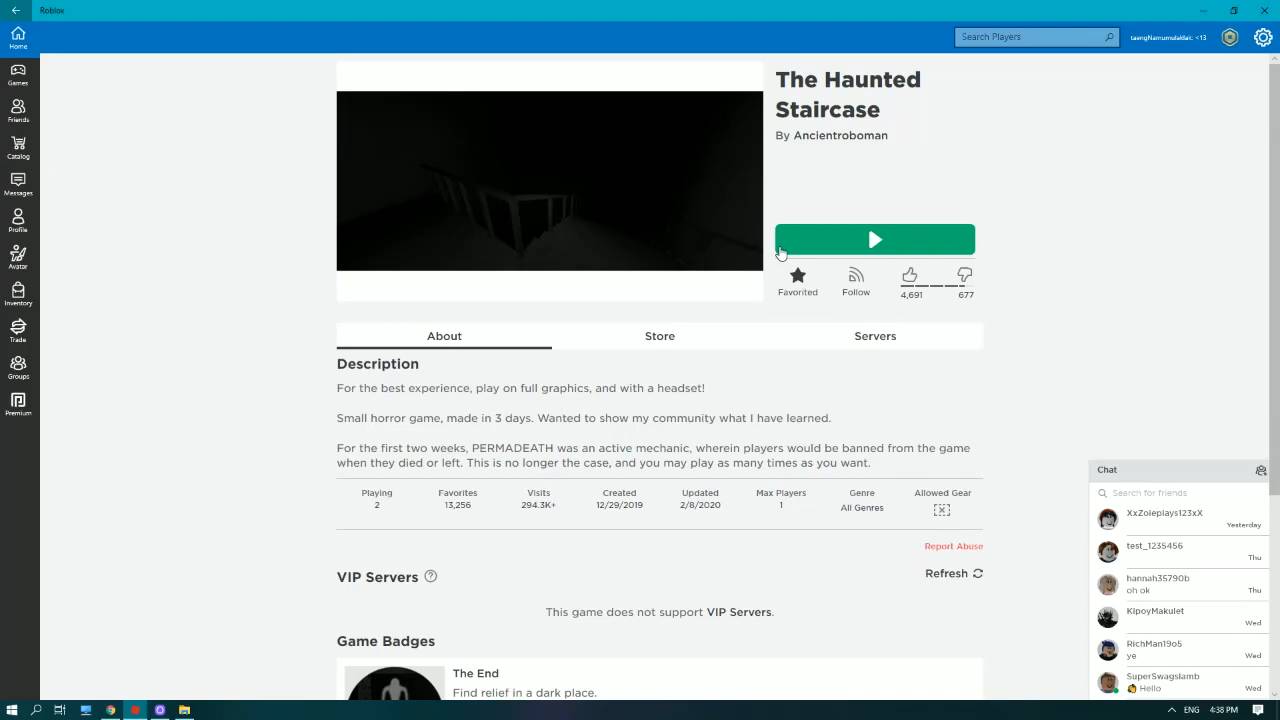 Roblox
Home
Search Players
taengNamumulaklak: <13
Games
Friends
Catalog
Messages
Profile
Avatar
Inventory
Trade
Groups
Premium
The Haunted
Staircase
By Ancientroboman
Favorited
Follow
4,691
677
About
Store
Servers
Description
For the best experience, play on full graphics, and with a headset!
Small horror game, made in 3 days. Wanted to show my community what I have learned.
For the first two weeks, PERMADEATH was an active mechanic, wherein players would be banned from the game
when they died or left. This is no longer the case, and you may play as many times as you want.
Playing
2
Favorites
13,256
Visits
294.3K+
Created
12/29/2019
Updated
2/8/2020
Max Players
1
Genre
All Genres
Allowed Gear
Report Abuse
VIP Servers
Refresh
This game does not support VIP Servers.
Game Badges
The End
Find relief in a dark place.
Chat
Search for friends
XxZoieplays123xX
Yesterday
test_1235456
Thu
hannah35790b
oh ok
Thu
KipoyMakulet
Wed
RichMan19o5
ye
Wed
SuperSwagslamb
👋 Hello
Wed
ENG
4:38 PM